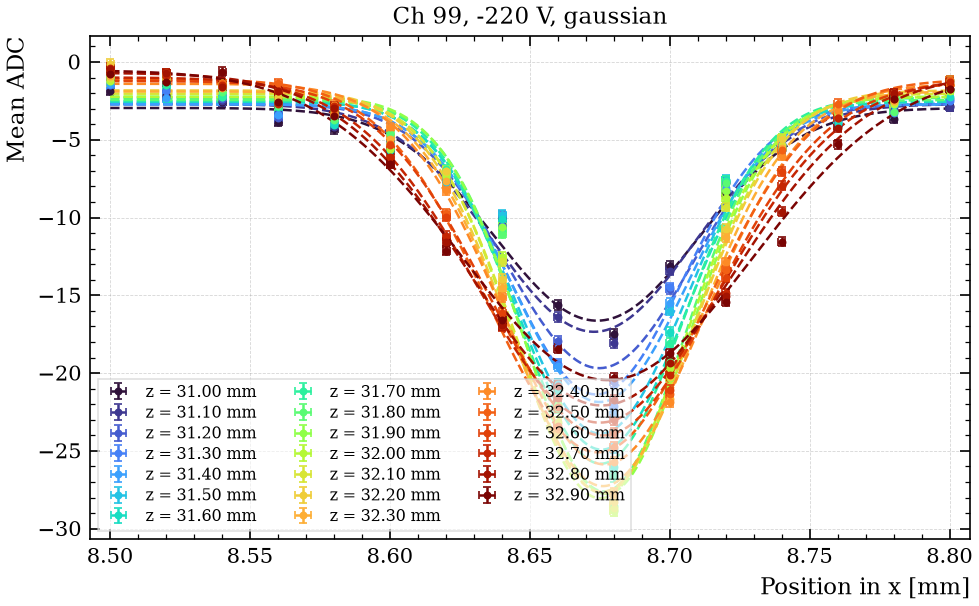 Ch 99, -220 V, gaussian
Mean ADC
0
−5
−10
−15
−20
−25
−30
z = 31.00 mm
z = 31.10 mm
z = 31.20 mm
z = 31.30 mm
z = 31.40 mm
z = 31.50 mm
z = 31.60 mm
z = 31.70 mm
z = 31.80 mm
z = 31.90 mm
z = 32.00 mm
z = 32.10 mm
z = 32.20 mm
z = 32.30 mm
z = 32.40 mm
z = 32.50 mm
z = 32.60 mm
z = 32.70 mm
z = 32.80 mm
z = 32.90 mm
8.50 8.55 8.60 8.65 8.70 8.75 8.80
Position in x [mm]